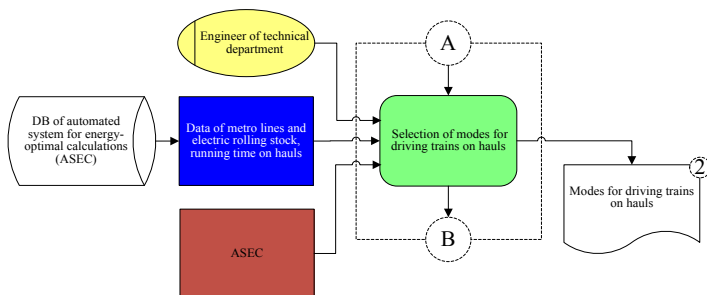 Engineer of technical
department
A
DB of automated
system for energy-
optimal calculations
(ASEC)
Data of metro lines and
electric rolling stock,
running time on hauls
Selection of modes for
driving trains on hauls
2
Modes for driving trains
on hauls
ASEC
B